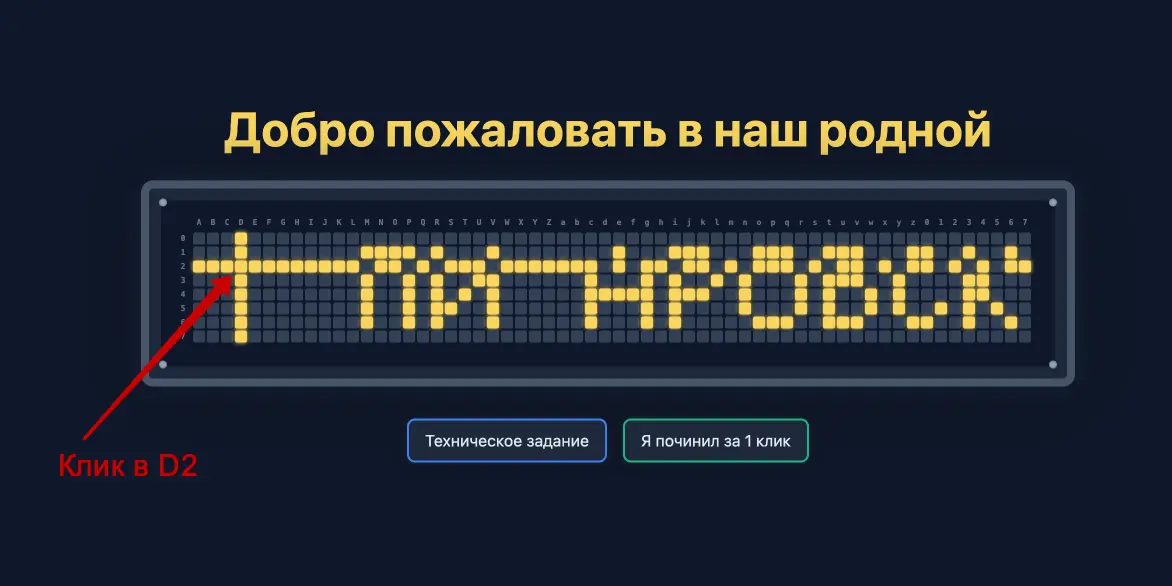 Добро пожаловать в наш родной
A B C D E F G H I J K L M N O P Q R S T U V W X Y Z a b c d e f g h i j k l m n o p q r s t u v w x y z 0 1 2 3 4 5 6 7
0
1
2
3
4
5
6
7
Техническое задание
Я починил за 1 клик
Клик в D2